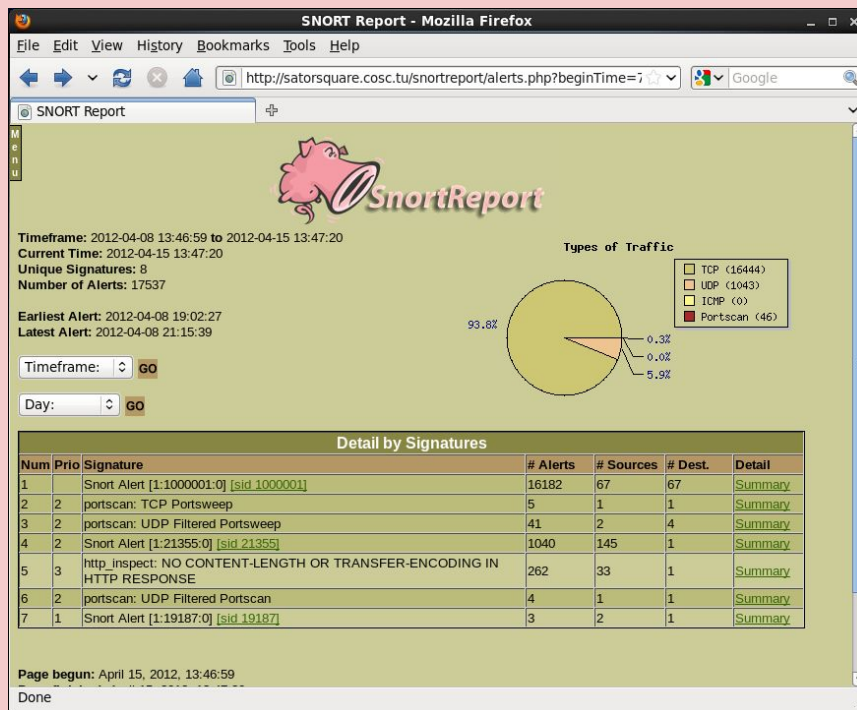 SNORT Report - Mozilla Firefox
File Edit View History Bookmarks Tools Help
http://satorsquare.cosc.tu/snortreport/alerts.php?beginTime=
Google
SNORT Report
Menu
SnortReport
Timeframe: 2012-04-08 13:46:59 to 2012-04-15 13:47:20
Current Time: 2012-04-15 13:47:20
Unique Signatures: 8
Number of Alerts: 17537
Earliest Alert: 2012-04-08 19:02:27
Latest Alert: 2012-04-08 21:15:39
Timeframe: GO
Day: GO
Types of Traffic
TCP (16444)
UDP (1043)
ICMP (0)
Portscan (46)
93.8%
0.3%
0.0%
5.9%
Detail by Signatures
Num Prio Signature # Alerts # Sources # Dest. Detail
1 Snort Alert [1:1000001:0] [sid 1000001] 16182 67 67 Summary
2 2 portscan: TCP Portsweep 5 1 1 Summary
3 2 portscan: UDP Filtered Portsweep 41 2 4 Summary
4 2 Snort Alert [1:21355:0] [sid 21355] 1040 145 1 Summary
5 3 http_inspect: NO CONTENT-LENGTH OR TRANSFER-ENCODING IN
HTTP RESPONSE 262 33 1 Summary
6 2 portscan: UDP Filtered Portscan 4 1 1 Summary
7 1 Snort Alert [1:19187:0] [sid 19187] 3 2 1 Summary
Page begun: April 15, 2012, 13:46:59
Done